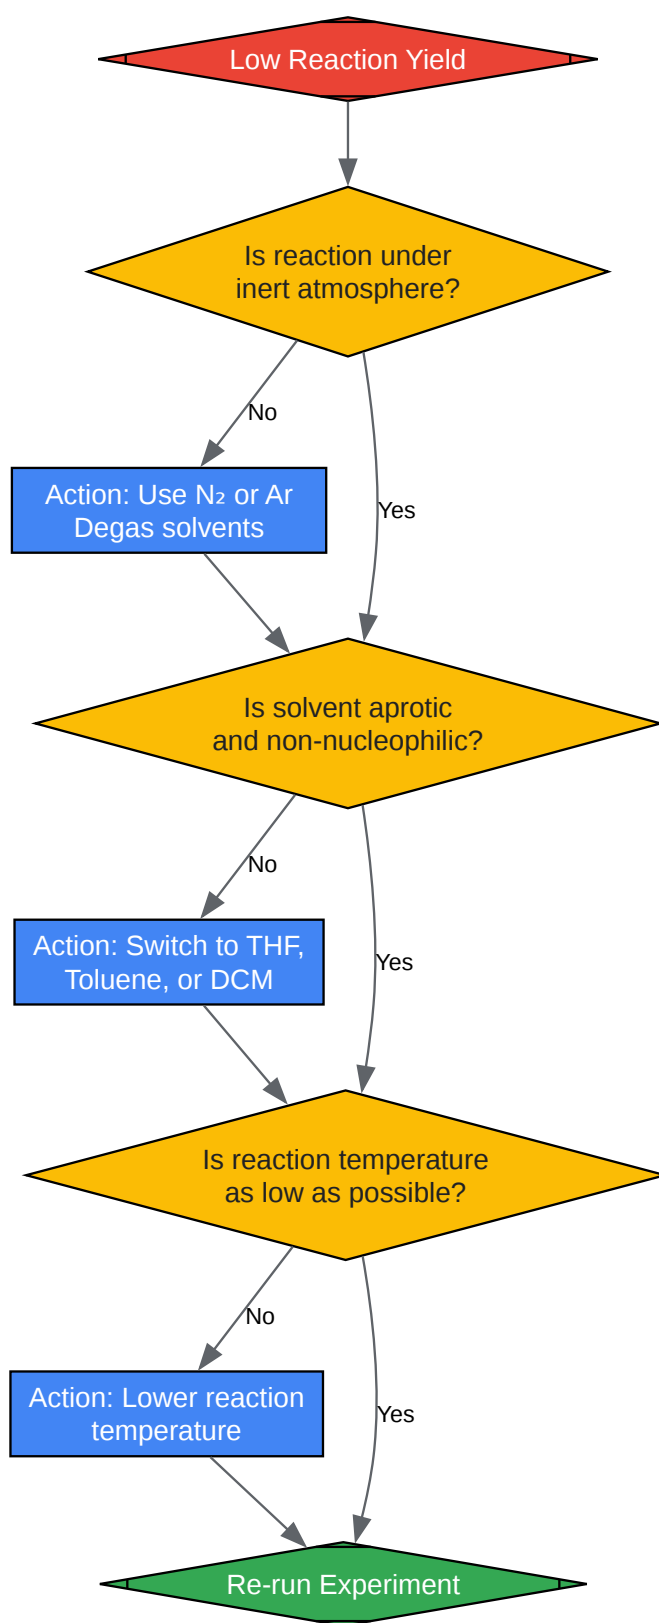 Low Reaction Yield
Is reaction under
inert atmosphere?
No
Yes
Action: Use N₂ or Ar
Degas solvents
Is solvent aprotic
and non-nucleophilic?
No
Yes
Action: Switch to THF,
Toluene, or DCM
Is reaction temperature
as low as possible?
No
Yes
Action: Lower reaction
temperature
Re-run Experiment